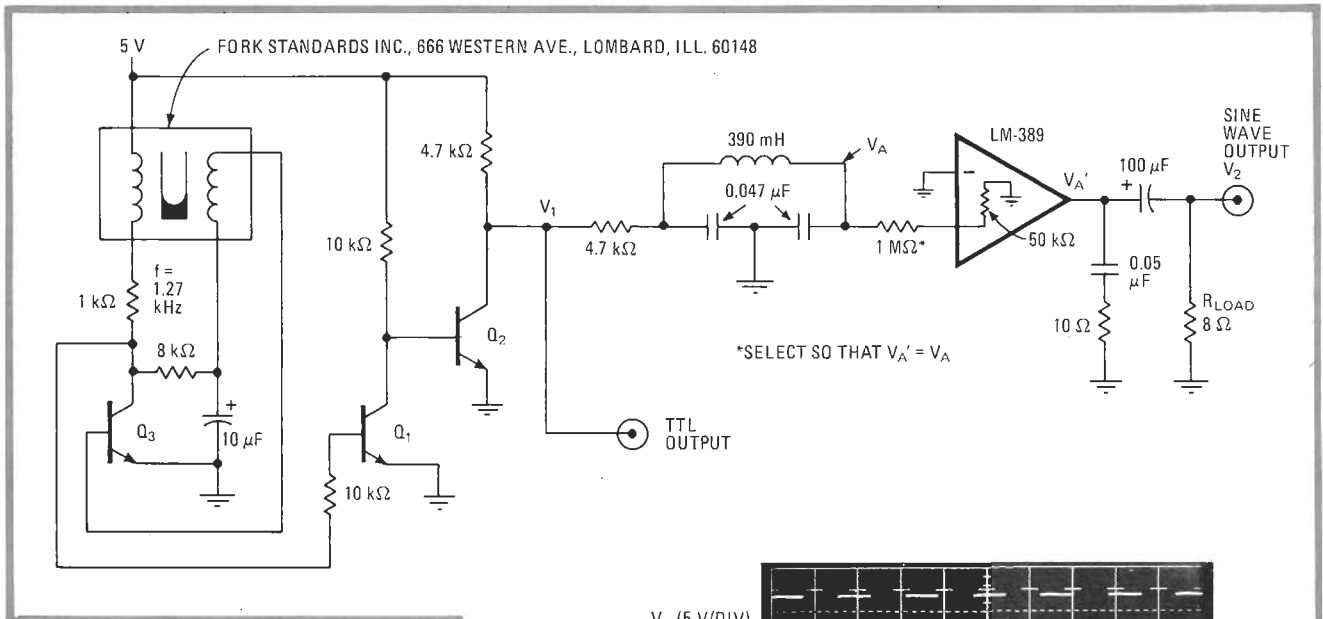 5 V
FORK STANDARDS INC., 666 WESTERN AVE., LOMBARD, ILL. 60148
4.7 kΩ
10 kΩ
f =
1.27
kHz
1 kΩ
8 kΩ
Q3
10 µF
+
10 kΩ
Q1
Q2
V1
4.7 kΩ
TTL
OUTPUT
390 mH
0.047 µF
VA
1 MΩ*
*SELECT SO THAT VA' = VA
LM-389
−
50 kΩ
VA'
100 µF
+
0.05
µF
10 Ω
RLOAD
8 Ω
SINE
WAVE
OUTPUT
V2
(5 V/DIV)